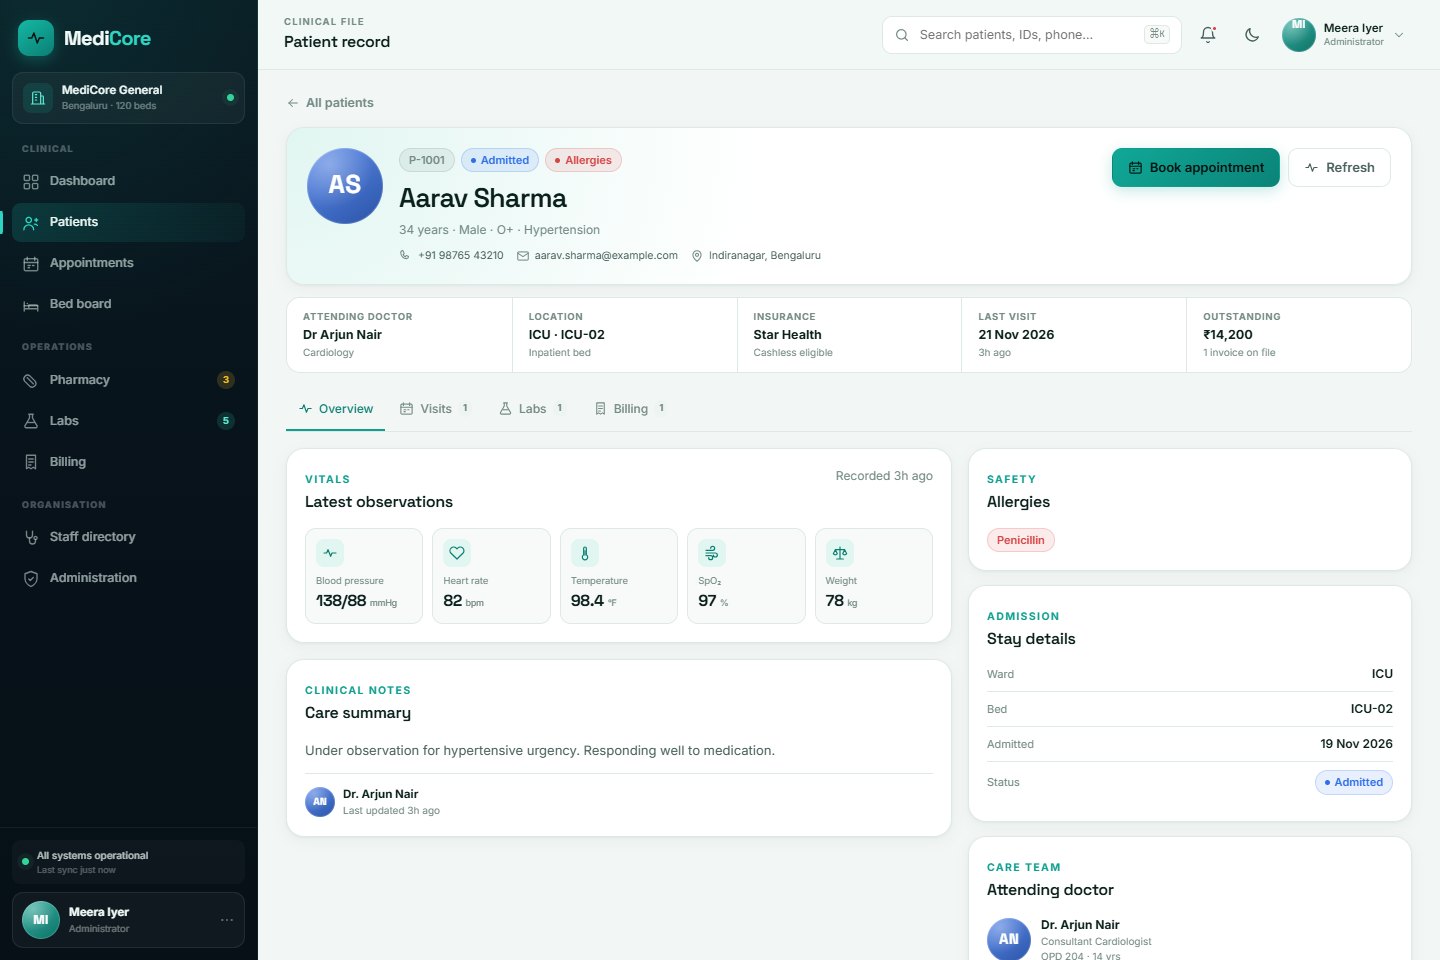 MediCore
MediCore General
Bengaluru · 120 beds
CLINICAL
Dashboard
Patients
Appointments
Bed board
OPERATIONS
Pharmacy 3
Labs 5
Billing
ORGANISATION
Staff directory
Administration
All systems operational
Last sync just now
MI
Meera Iyer
Administrator
CLINICAL FILE
Patient record
Search patients, IDs, phone... ⌘K
MI
Meera Iyer
Administrator
All patients
AS
P-1001 Admitted Allergies
Aarav Sharma
34 years · Male · O+ · Hypertension
+91 98765 43210 aarav.sharma@example.com Indiranagar, Bengaluru
Book appointment Refresh
ATTENDING DOCTOR
Dr Arjun Nair
Cardiology
LOCATION
ICU · ICU-02
Inpatient bed
INSURANCE
Star Health
Cashless eligible
LAST VISIT
21 Nov 2026
3h ago
OUTSTANDING
₹14,200
1 invoice on file
Overview Visits 1 Labs 1 Billing 1
VITALS
Latest observations
Recorded 3h ago
Blood pressure
138/88 mmHg
Heart rate
82 bpm
Temperature
98.4 °F
SpO₂
97 %
Weight
78 kg
CLINICAL NOTES
Care summary
Under observation for hypertensive urgency. Responding well to medication.
AN
Dr. Arjun Nair
Last updated 3h ago
SAFETY
Allergies
Penicillin
ADMISSION
Stay details
Ward ICU
Bed ICU-02
Admitted 19 Nov 2026
Status Admitted
CARE TEAM
Attending doctor
AN
Dr. Arjun Nair
Consultant Cardiologist
OPD 204 · 14 yrs